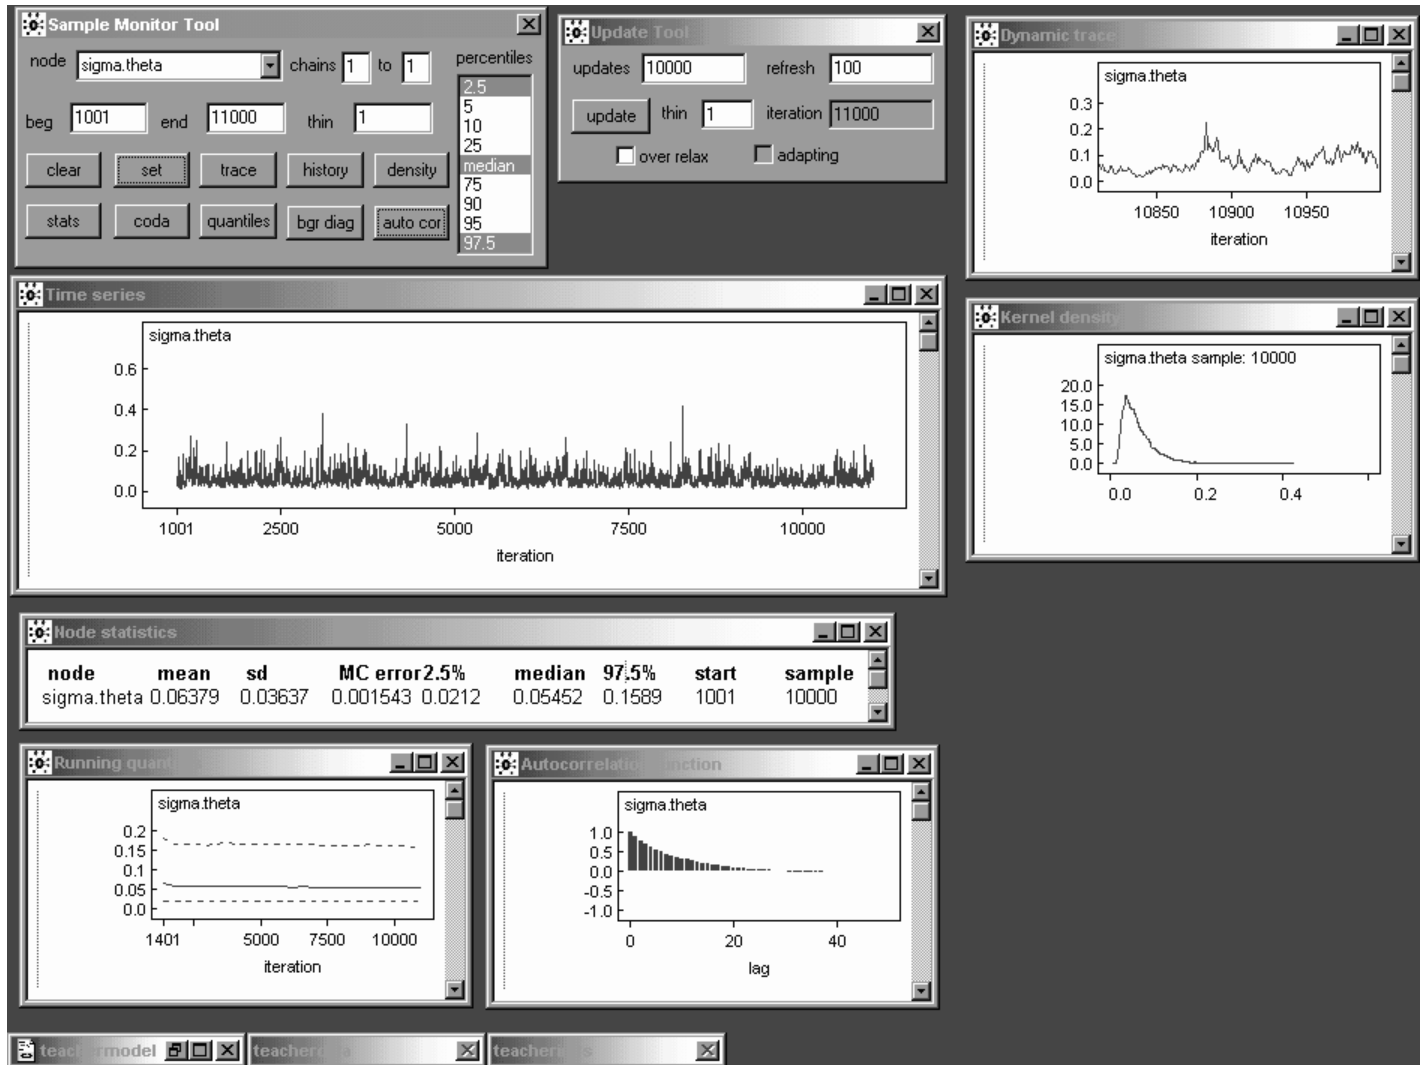 Sample Monitor Tool
node sigma.theta chains 1 to 1 percentiles
2.5
5
10
25
median
75
90
95
97.5
beg 1001 end 11000 thin 1
clear set trace history density
stats coda quantiles bgr diag auto cor
Update Tool
updates 10000 refresh 100
update thin 1 iteration 11000
over relax adapting
Dynamic trace
sigma.theta
0.3
0.2
0.1
0.0
10850 10900 10950
iteration
Time series
sigma.theta
0.6
0.4
0.2
0.0
1001 2500 5000 7500 10000
iteration
Kernel density
sigma.theta sample: 10000
20.0
15.0
10.0
5.0
0.0
0.0 0.2 0.4
Node statistics
node mean sd MC error 2.5% median 97.5% start sample
sigma.theta 0.06379 0.03637 0.001543 0.0212 0.05452 0.1589 1001 10000
Running quant
sigma.theta
0.2
0.15
0.1
0.05
0.0
1401 5000 7500 10000
iteration
Autocorrelation function
sigma.theta
1.0
0.5
0.0
-0.5
-1.0
0 20 40
lag
teachermodel